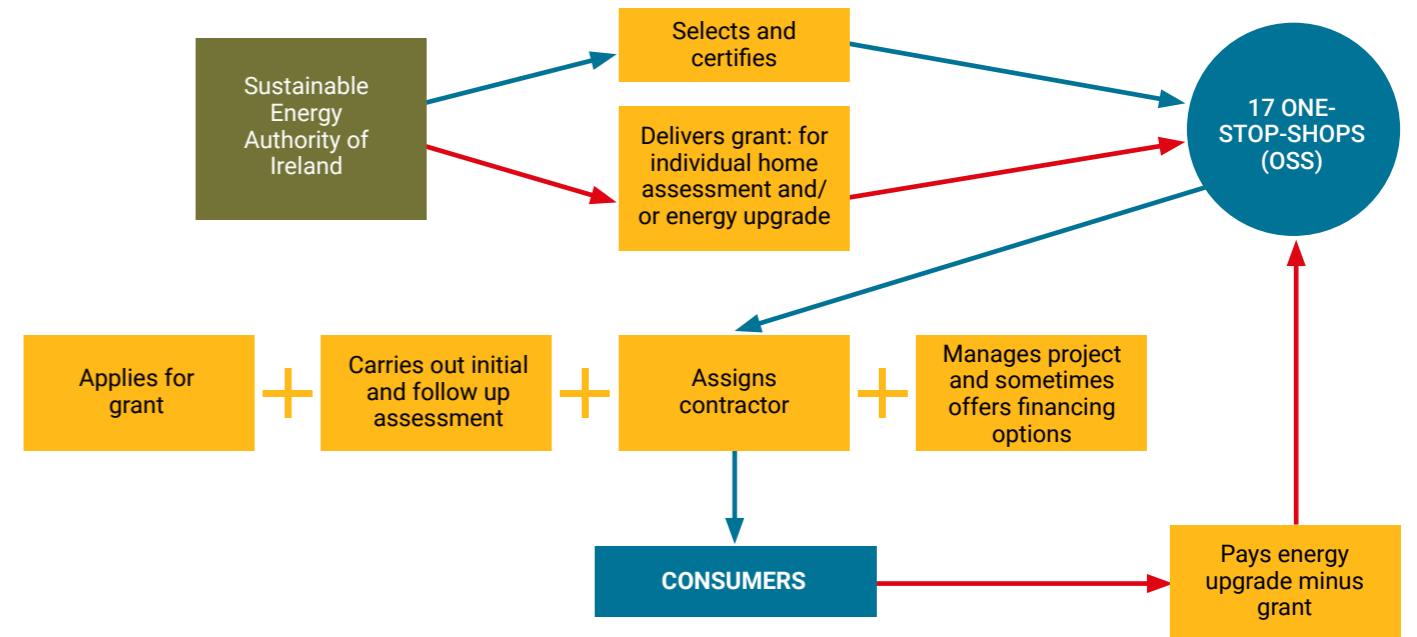 Sustainable
Energy
Authority of
Ireland
Selects and
certifies
Delivers grant: for
individual home
assessment and/
or energy upgrade
17 ONE-
STOP-SHOPS
(OSS)
Applies for
grant
Carries out initial
and follow up
assessment
Assigns
contractor
Manages project
and sometimes
offers financing
options
CONSUMERS
Pays energy
upgrade minus
grant